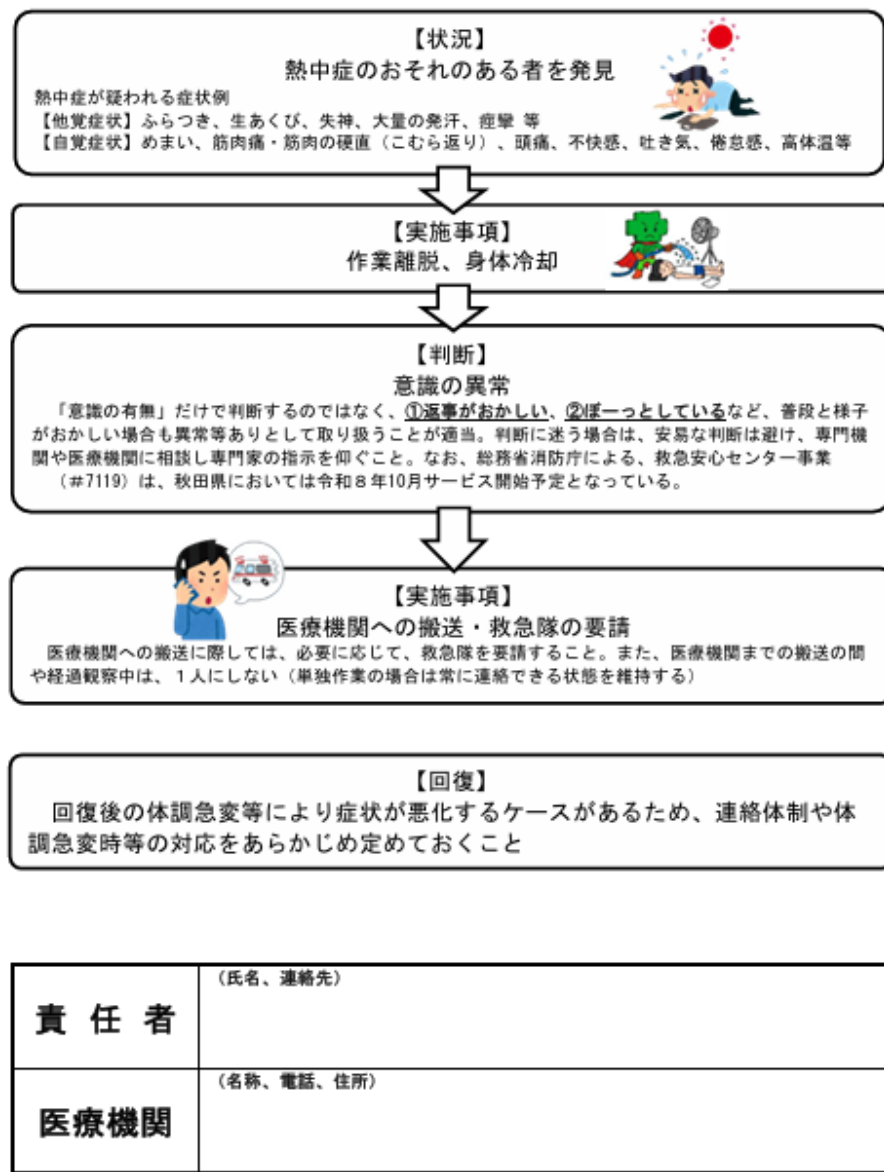 【状況】
熱中症のおそれのある者を発見
熱中症が疑われる症状例
【他覚症状】ふらつき、生あくび、失神、大量の発汗、痙攣 等
【自覚症状】めまい、筋肉痛・筋肉の硬直（こむら返り）、頭痛、不快感、吐き気、倦怠感、高体温等
【実施事項】
作業離脱、身体冷却
【判断】
意識の異常
「意識の有無」だけで判断するのではなく、①返事がおかしい、②ぼーっとしているなど、普段と様子
がおかしい場合も異常等ありとして取り扱うことが適当。判断に迷う場合は、安易な判断は避け、専門機
関や医療機関に相談し専門家の指示を仰ぐこと。なお、総務省消防庁による、救急安心センター事業
（＃7119）は、秋田県においては令和８年10月サービス開始予定となっている。
【実施事項】
医療機関への搬送・救急隊の要請
医療機関への搬送に際しては、必要に応じて、救急隊を要請すること。また、医療機関までの搬送の間
や経過観察中は、１人にしない（単独作業の場合は常に連絡できる状態を維持する）
【回復】
回復後の体調急変等により症状が悪化するケースがあるため、連絡体制や体
調急変時等の対応をあらかじめ定めておくこと
責任者
（氏名、連絡先）
医療機関
（名称、電話、住所）